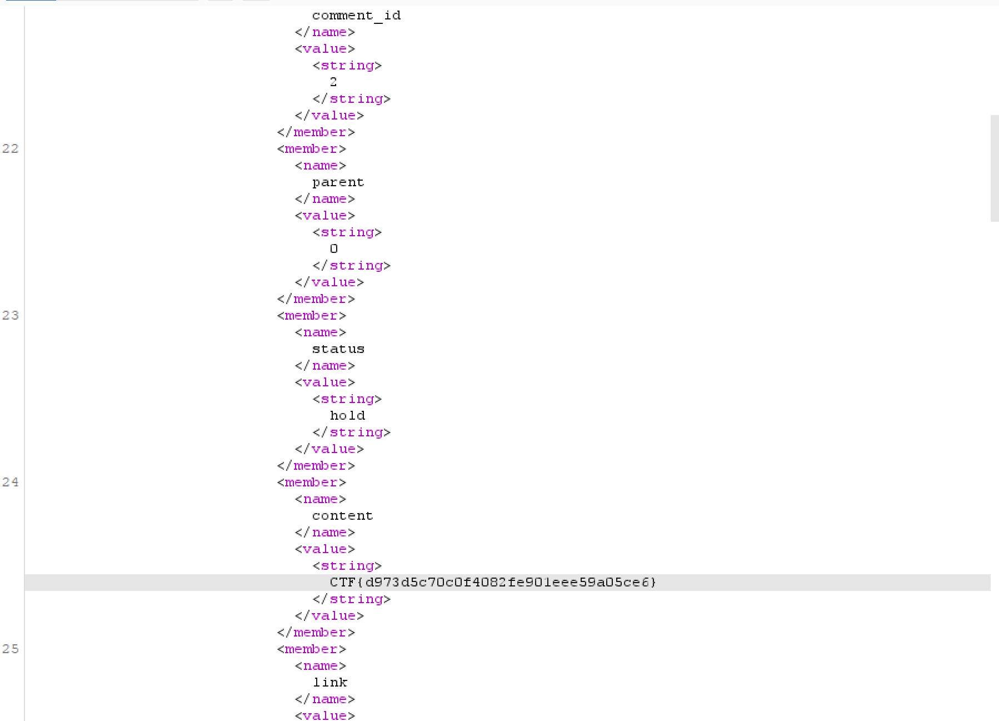 comment_id
</name>
<value>
<string>
2
</string>
</value>
</member>
22 <member>
<name>
parent
</name>
<value>
<string>
0
</string>
</value>
</member>
23 <member>
<name>
status
</name>
<value>
<string>
hold
</string>
</value>
</member>
24 <member>
<name>
content
</name>
<value>
<string>
CTF{d973d5c70c0f4082fe901eee59a05ce6}
</string>
</value>
</member>
25 <member>
<name>
link
</name>
<value>